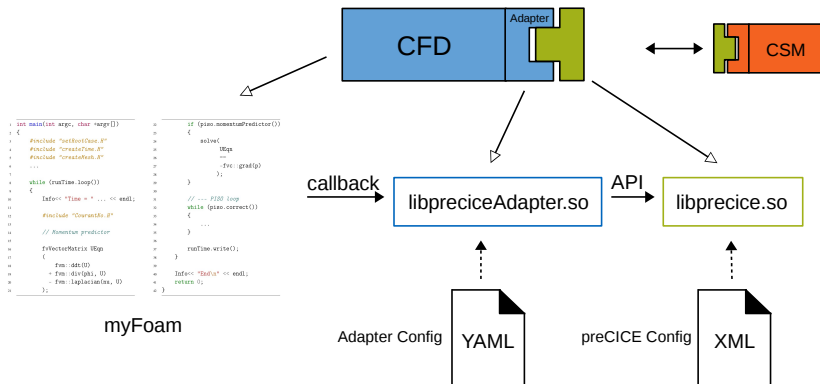 CFD
Adapter
CSM
int main(int argc, char *argv[])
{
#include "setRootCase.H"
#include "createTime.H"
#include "createMesh.H"
...
while (runTime.loop())
{
Info<< "Time = " ... << endl;
#include "CourantNo.H"
// Momentum predictor
fvVectorMatrix UEqn
(
fvm::ddt(U)
+ fvm::div(phi, U)
- fvm::laplacian(nu, U)
);
if (piso.momentumPredictor())
{
solve(
UEqn
==
-fvc::grad(p)
);
}
// --- PISO loop
while (piso.correct())
{
...
}
runTime.write();
}
Info<< "End\n" << endl;
return 0;
}
myFoam
callback
libpreciceAdapter.so
API
libprecice.so
Adapter Config
YAML
preCICE Config
XML